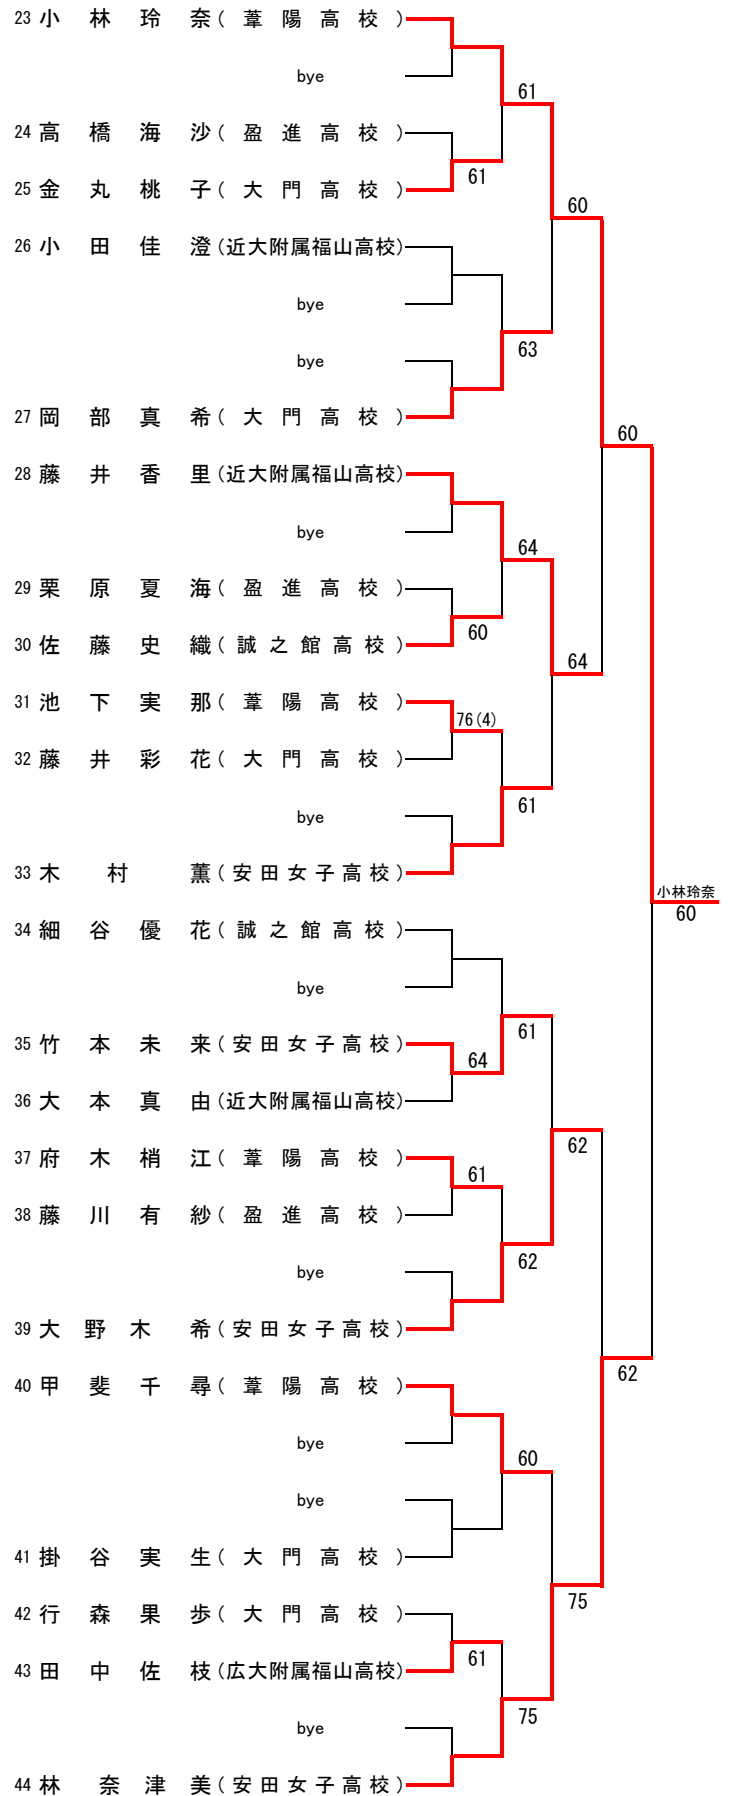 23 小林玲奈(葦陽高校)
bye
61
24 高橋海沙(盈進高校)
61
25 金丸桃子(大門高校)
60
26 小田佳澄(近大附属福山高校)
bye
63
bye
27 岡部真希(大門高校)
60
28 藤井香里(近大附属福山高校)
bye
64
29 栗原夏海(盈進高校)
60
30 佐藤史織(誠之館高校)
64
31 池下実那(葦陽高校)
76(4)
32 藤井彩花(大門高校)
61
bye
33 木村薫(安田女子高校)
小林玲奈
60
34 細谷優花(誠之館高校)
bye
61
35 竹本未来(安田女子高校)
64
36 大本真由(近大附属福山高校)
62
37 府木梢江(葦陽高校)
61
38 藤川有紗(盈進高校)
62
bye
39 大野木希(安田女子高校)
62
40 甲斐千尋(葦陽高校)
bye
60
bye
41 掛谷実生(大門高校)
75
42 行森果歩(大門高校)
61
43 田中佐枝(広大附属福山高校)
75
bye
44 林奈津美(安田女子高校)